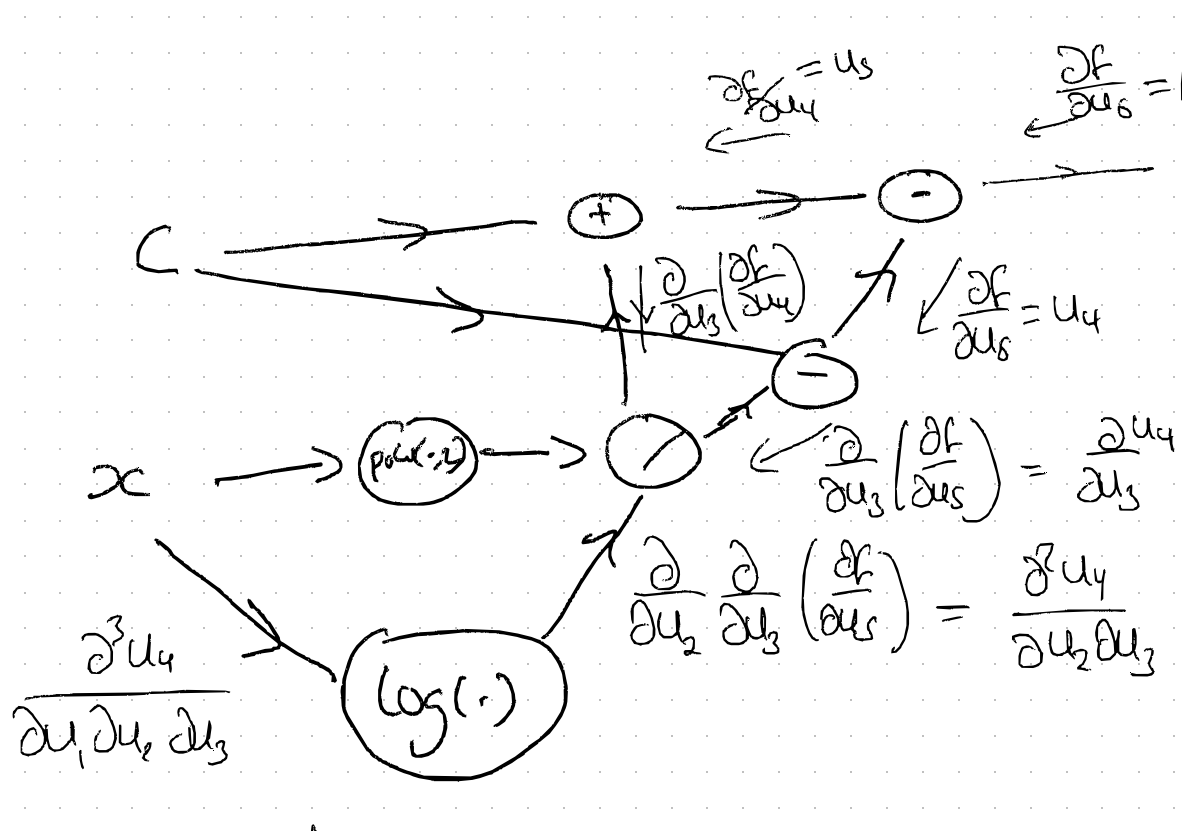 ∂f/∂u₄ = u₅
∂f/∂u₆ = 1
C
+
-
∂/∂u₃ (∂f/∂u₄)
∂f/∂u₅ = u₄
-
x
pow(·,2)
/
∂/∂u₃ (∂f/∂u₅) = ∂u₄/∂u₃
∂/∂u₂ ∂/∂u₃ (∂f/∂u₅) = ∂²u₄/∂u₂∂u₃
∂³u₄/∂u₁∂u₂∂u₃
log(·)